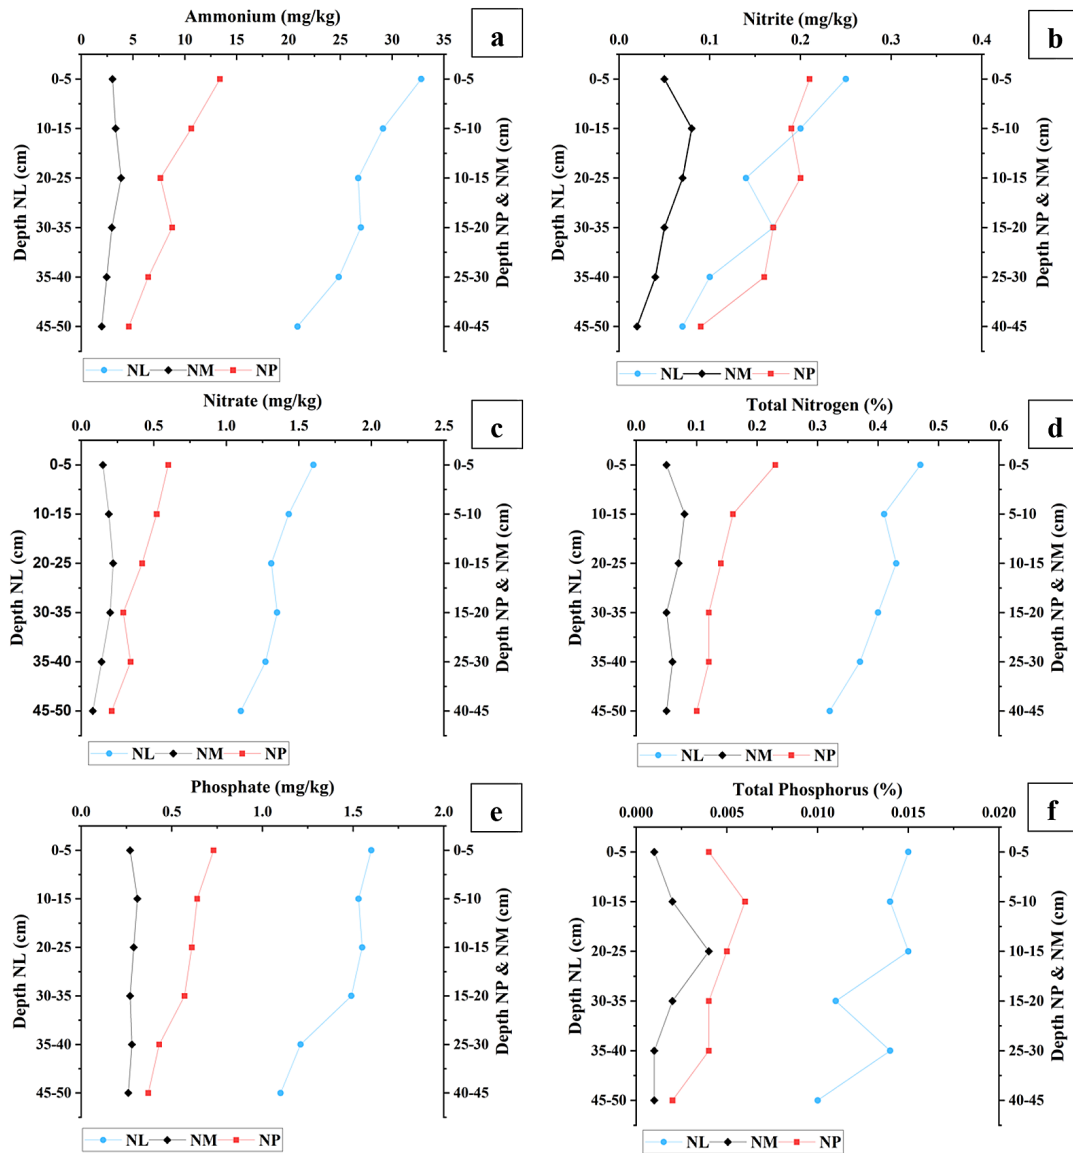 Ammonium (mg/kg)
0 5 10 15 20 25 30 35
a
Depth NL (cm)
0-5
10-15
20-25
30-35
35-40
45-50
0-5
5-10
10-15
15-20
25-30
40-45
Depth NP & NM (cm)
NL NM NP
Nitrite (mg/kg)
0.0 0.1 0.2 0.3 0.4
b
Depth NL (cm)
0-5
10-15
20-25
30-35
35-40
45-50
0-5
5-10
10-15
15-20
25-30
40-45
Depth NP & NM (cm)
NL NM NP
Nitrate (mg/kg)
0.0 0.5 1.0 1.5 2.0 2.5
c
Depth NL (cm)
0-5
10-15
20-25
30-35
35-40
45-50
0-5
5-10
10-15
15-20
25-30
40-45
Depth NP & NM (cm)
NL NM NP
Total Nitrogen (%)
0.0 0.1 0.2 0.3 0.4 0.5 0.6
d
Depth NL (cm)
0-5
10-15
20-25
30-35
35-40
45-50
0-5
5-10
10-15
15-20
25-30
40-45
Depth NP & NM (cm)
NL NM NP
Phosphate (mg/kg)
0.0 0.5 1.0 1.5 2.0
e
Depth NL (cm)
0-5
10-15
20-25
30-35
35-40
45-50
0-5
5-10
10-15
15-20
25-30
40-45
Depth NP & NM (cm)
NL NM NP
Total Phosphorus (%)
0.000 0.005 0.010 0.015 0.020
f
Depth NL (cm)
0-5
10-15
20-25
30-35
35-40
45-50
0-5
5-10
10-15
15-20
25-30
40-45
Depth NP & NM (cm)
NL NM NP